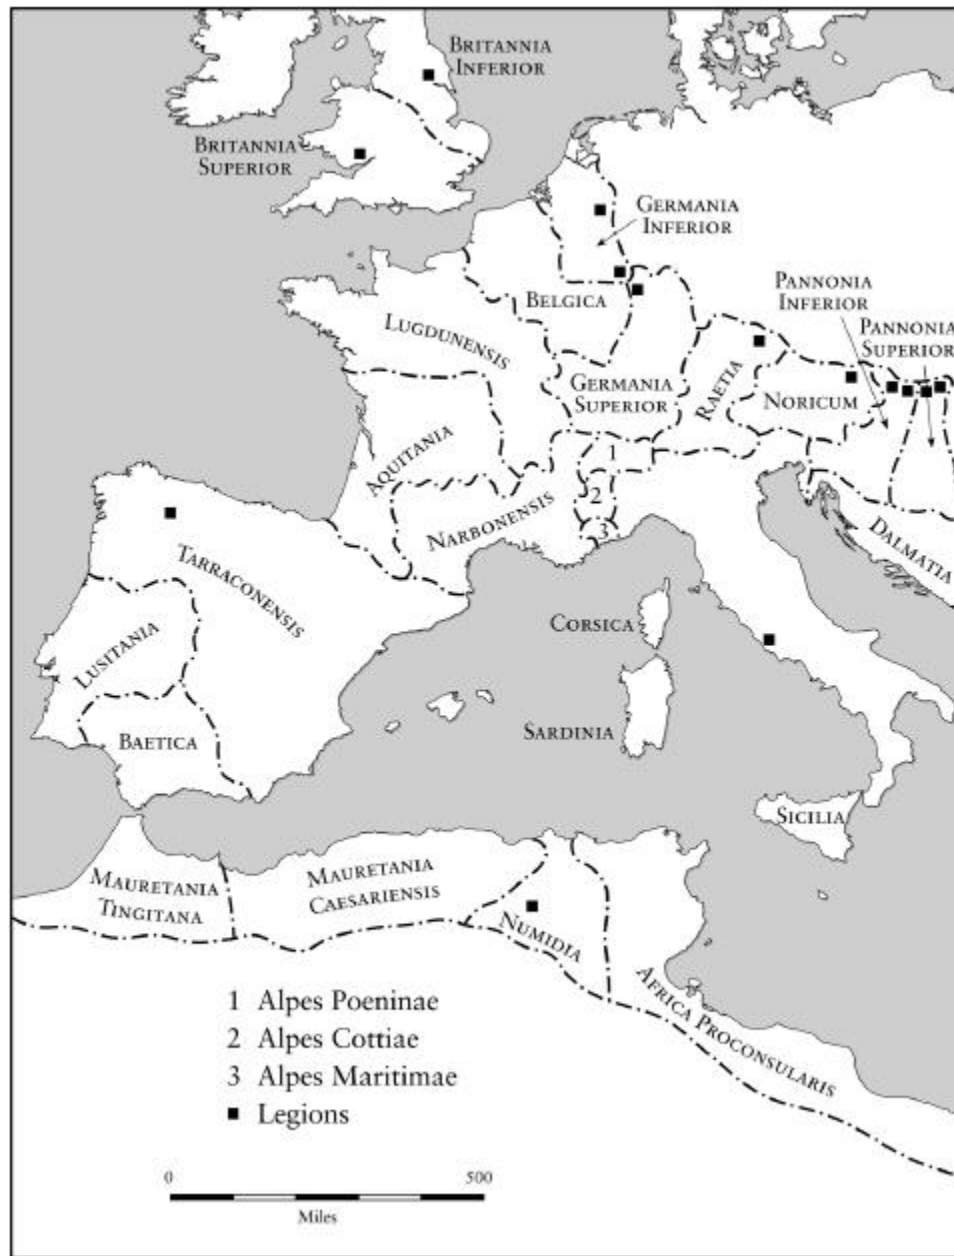 BRITANNIA
INFERIOR
BRITANNIA
SUPERIOR
GERMANIA
INFERIOR
BELGICA
PANNONIA
INFERIOR
PANNONIA
SUPERIOR
LUGDUNENSIS
GERMANIA
SUPERIOR
RAETIA
NORICUM
AQUITANIA
1
2
3
NARBONENSIS
DALMATIA
TARRACONENSIS
CORSICA
LUSITANIA
SARDINIA
BAETICA
SICILIA
MAURETANIA
TINGITANA
MAURETANIA
CAESARIENSIS
NUMIDIA
AFRICA PROCONSULARIS
1 Alpes Poeninae
2 Alpes Cottiae
3 Alpes Maritimae
■ Legions
0 500
Miles